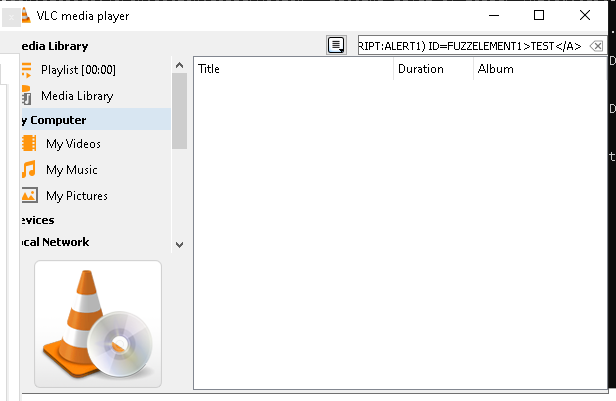 VLC media player
edia Library
RIPT:ALERT1) ID=FUZZELEMENT1>TEST</A>
Playlist [00:00]
Media Library
y Computer
My Videos
My Music
My Pictures
evices
ocal Network
Title
Duration
Album
.
D
D
t